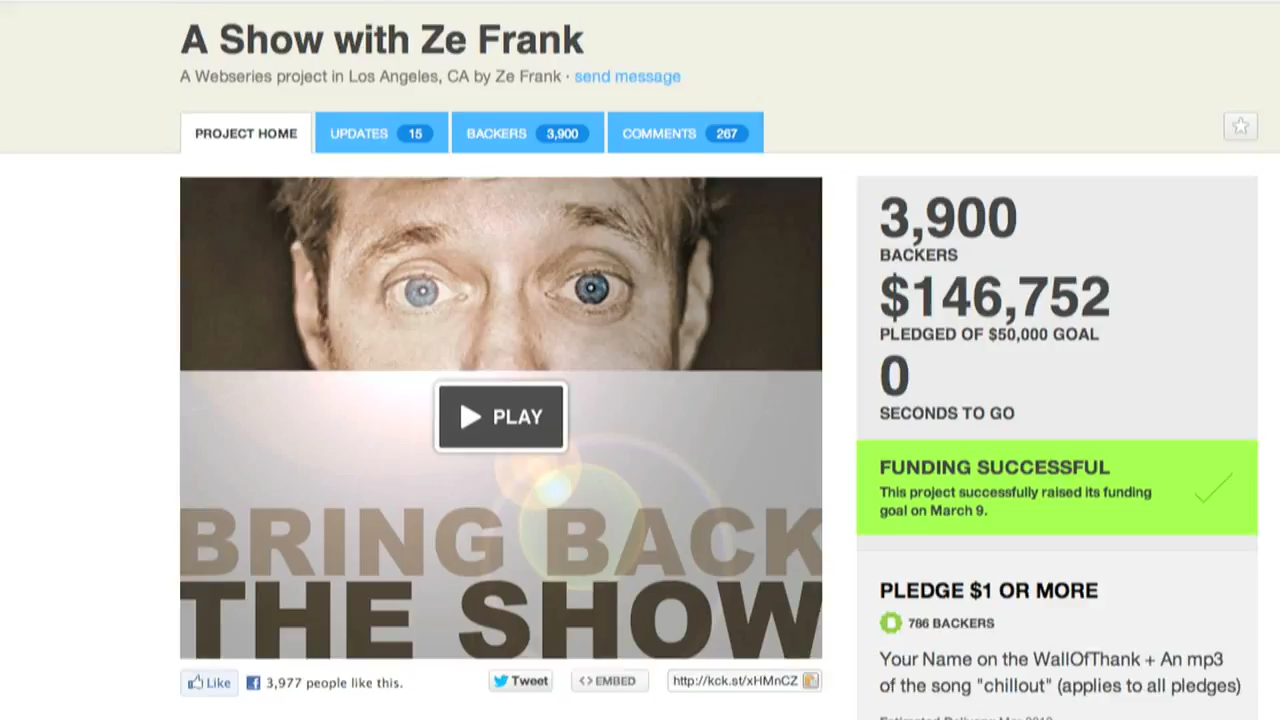 A Show with Ze Frank
A Webseries project in Los Angeles, CA by Ze Frank · send message
PROJECT HOME
UPDATES 15
BACKERS 3,900
COMMENTS 267
PLAY
BRING BACK
THE SHOW
Like
3,977 people like this.
Tweet
<>EMBED
http://kck.st/xHMnCZ
3,900
BACKERS
$146,752
PLEDGED OF $50,000 GOAL
0
SECONDS TO GO
FUNDING SUCCESSFUL
This project successfully raised its funding
goal on March 9.
PLEDGE $1 OR MORE
786 BACKERS
Your Name on the WallOfThank + An mp3
of the song "chillout" (applies to all pledges)